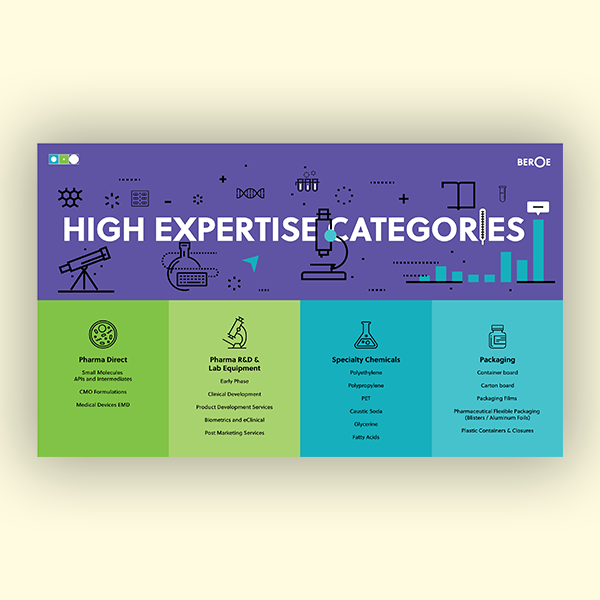 BEROE
HIGH EXPERTISE CATEGORIES
Pharma Direct
Small Molecules
APIs and Intermediates
CMO Formulations
Medical Devices EMD
Pharma R&D &
Lab Equipment
Early Phase
Clinical Development
Product Development Services
Biometrics and eClinical
Post Marketing Services
Specialty Chemicals
Polyethylene
Polypropylene
PET
Caustic Soda
Glycerine
Fatty Acids
Packaging
Container board
Carton board
Packaging Films
Pharmaceutical Flexible Packaging
(Blisters / Aluminum Foils)
Plastic Containers & Closures